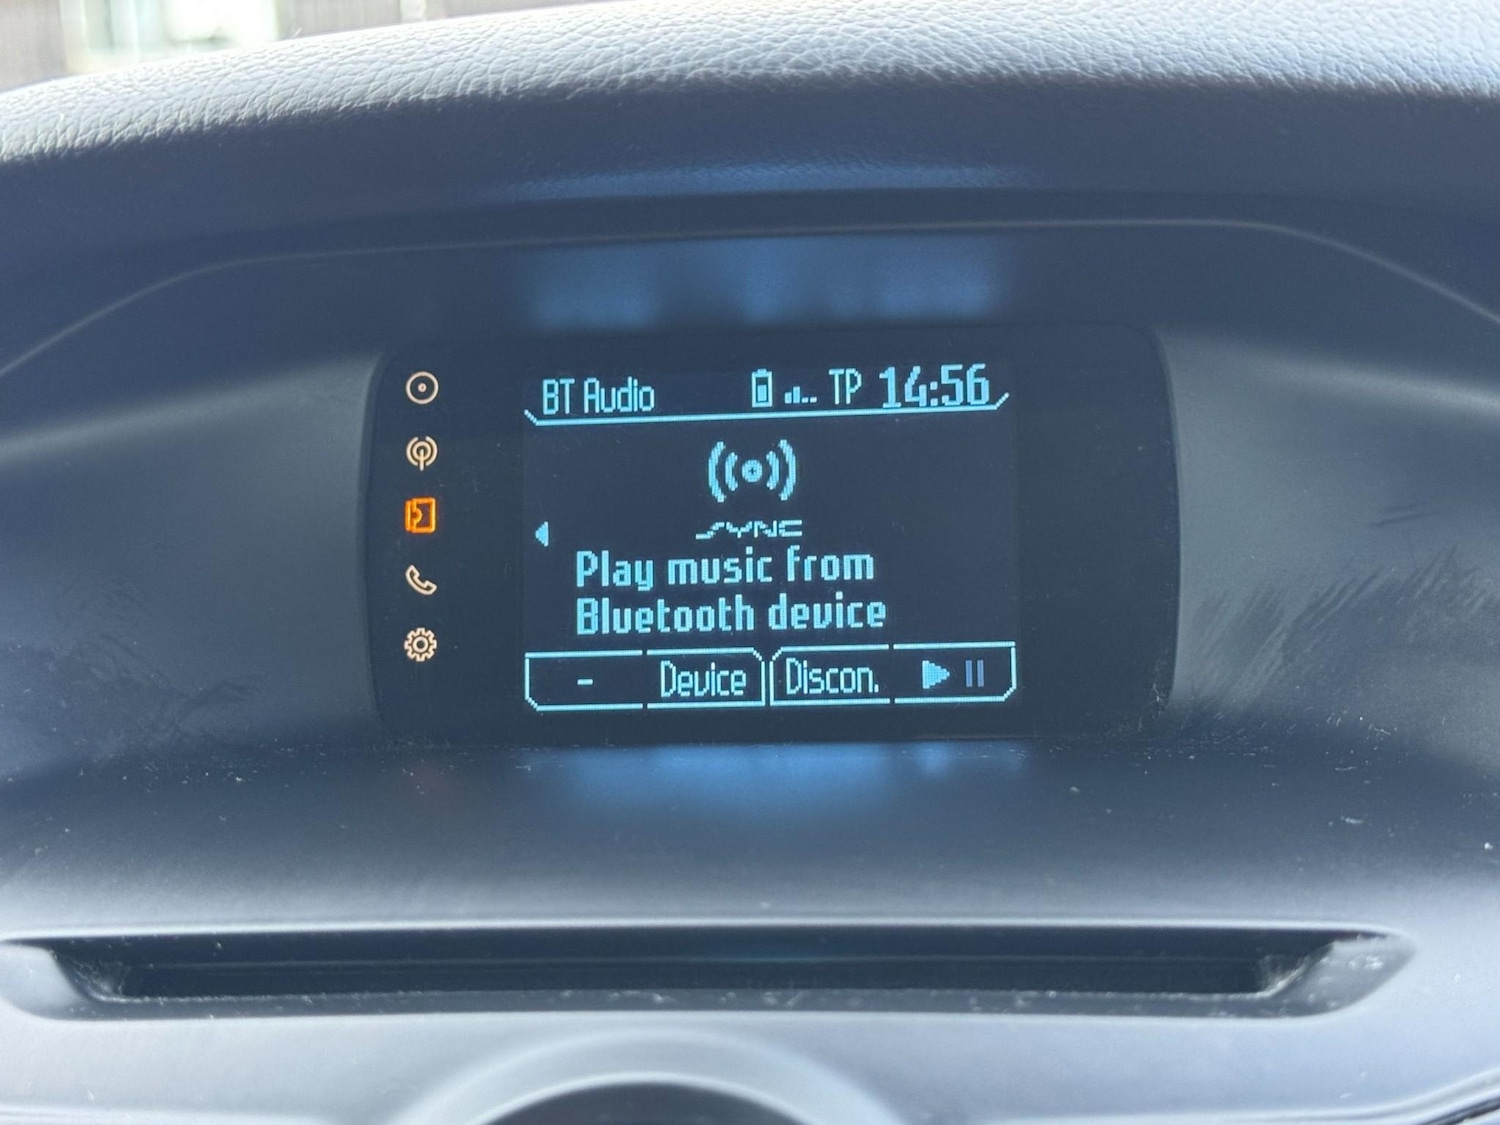 BT Audio TP 14:56
SYNC
Play music from
Bluetooth device
- Device Discon.